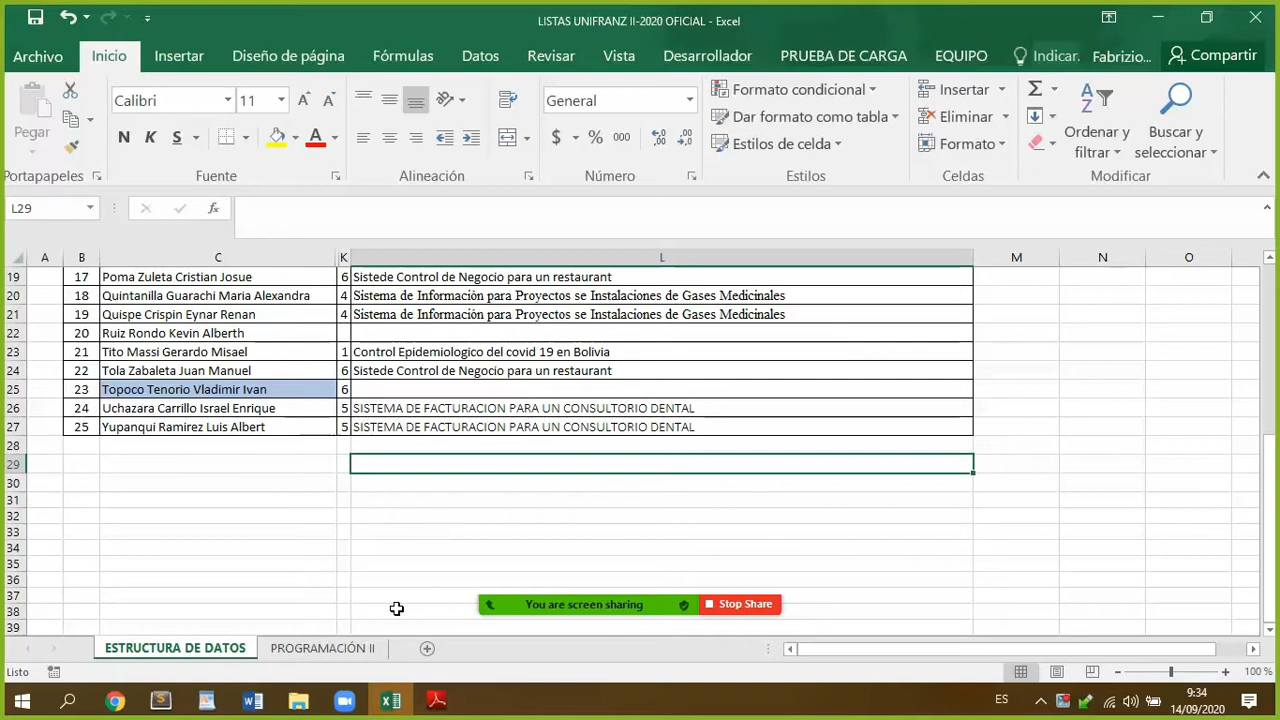 LISTAS UNIFRANZ II-2020 OFICIAL - Excel
Archivo Inicio Insertar Diseño de página Fórmulas Datos Revisar Vista Desarrollador PRUEBA DE CARGA EQUIPO Indicar. Fabrizio... Compartir
Pegar
Calibri 11
N K S
A
General
$ % 000
Formato condicional
Dar formato como tabla
Estilos de celda
Insertar
Eliminar
Formato
Ordenar y filtrar
Buscar y seleccionar
Portapapeles Fuente Alineación Número Estilos Celdas Modificar
L29 fx
A B C K L M N O
19 17 Poma Zuleta Cristian Josue 6 Sistede Control de Negocio para un restaurant
20 18 Quintanilla Guarachi Maria Alexandra 4 Sistema de Información para Proyectos se Instalaciones de Gases Medicinales
21 19 Quispe Crispin Eynar Renan 4 Sistema de Información para Proyectos se Instalaciones de Gases Medicinales
22 20 Ruiz Rondo Kevin Alberth
23 21 Tito Massi Gerardo Misael 1 Control Epidemiologico del covid 19 en Bolivia
24 22 Tola Zabaleta Juan Manuel 6 Sistede Control de Negocio para un restaurant
25 23 Topoco Tenorio Vladimir Ivan 6
26 24 Uchazara Carrillo Israel Enrique 5 SISTEMA DE FACTURACION PARA UN CONSULTORIO DENTAL
27 25 Yupanqui Ramirez Luis Albert 5 SISTEMA DE FACTURACION PARA UN CONSULTORIO DENTAL
28
29
30
31
32
33
34
35
36
37
38
39
You are screen sharing Stop Share
ESTRUCTURA DE DATOS PROGRAMACIÓN II
Listo 100 %
ES 9:34
14/09/2020